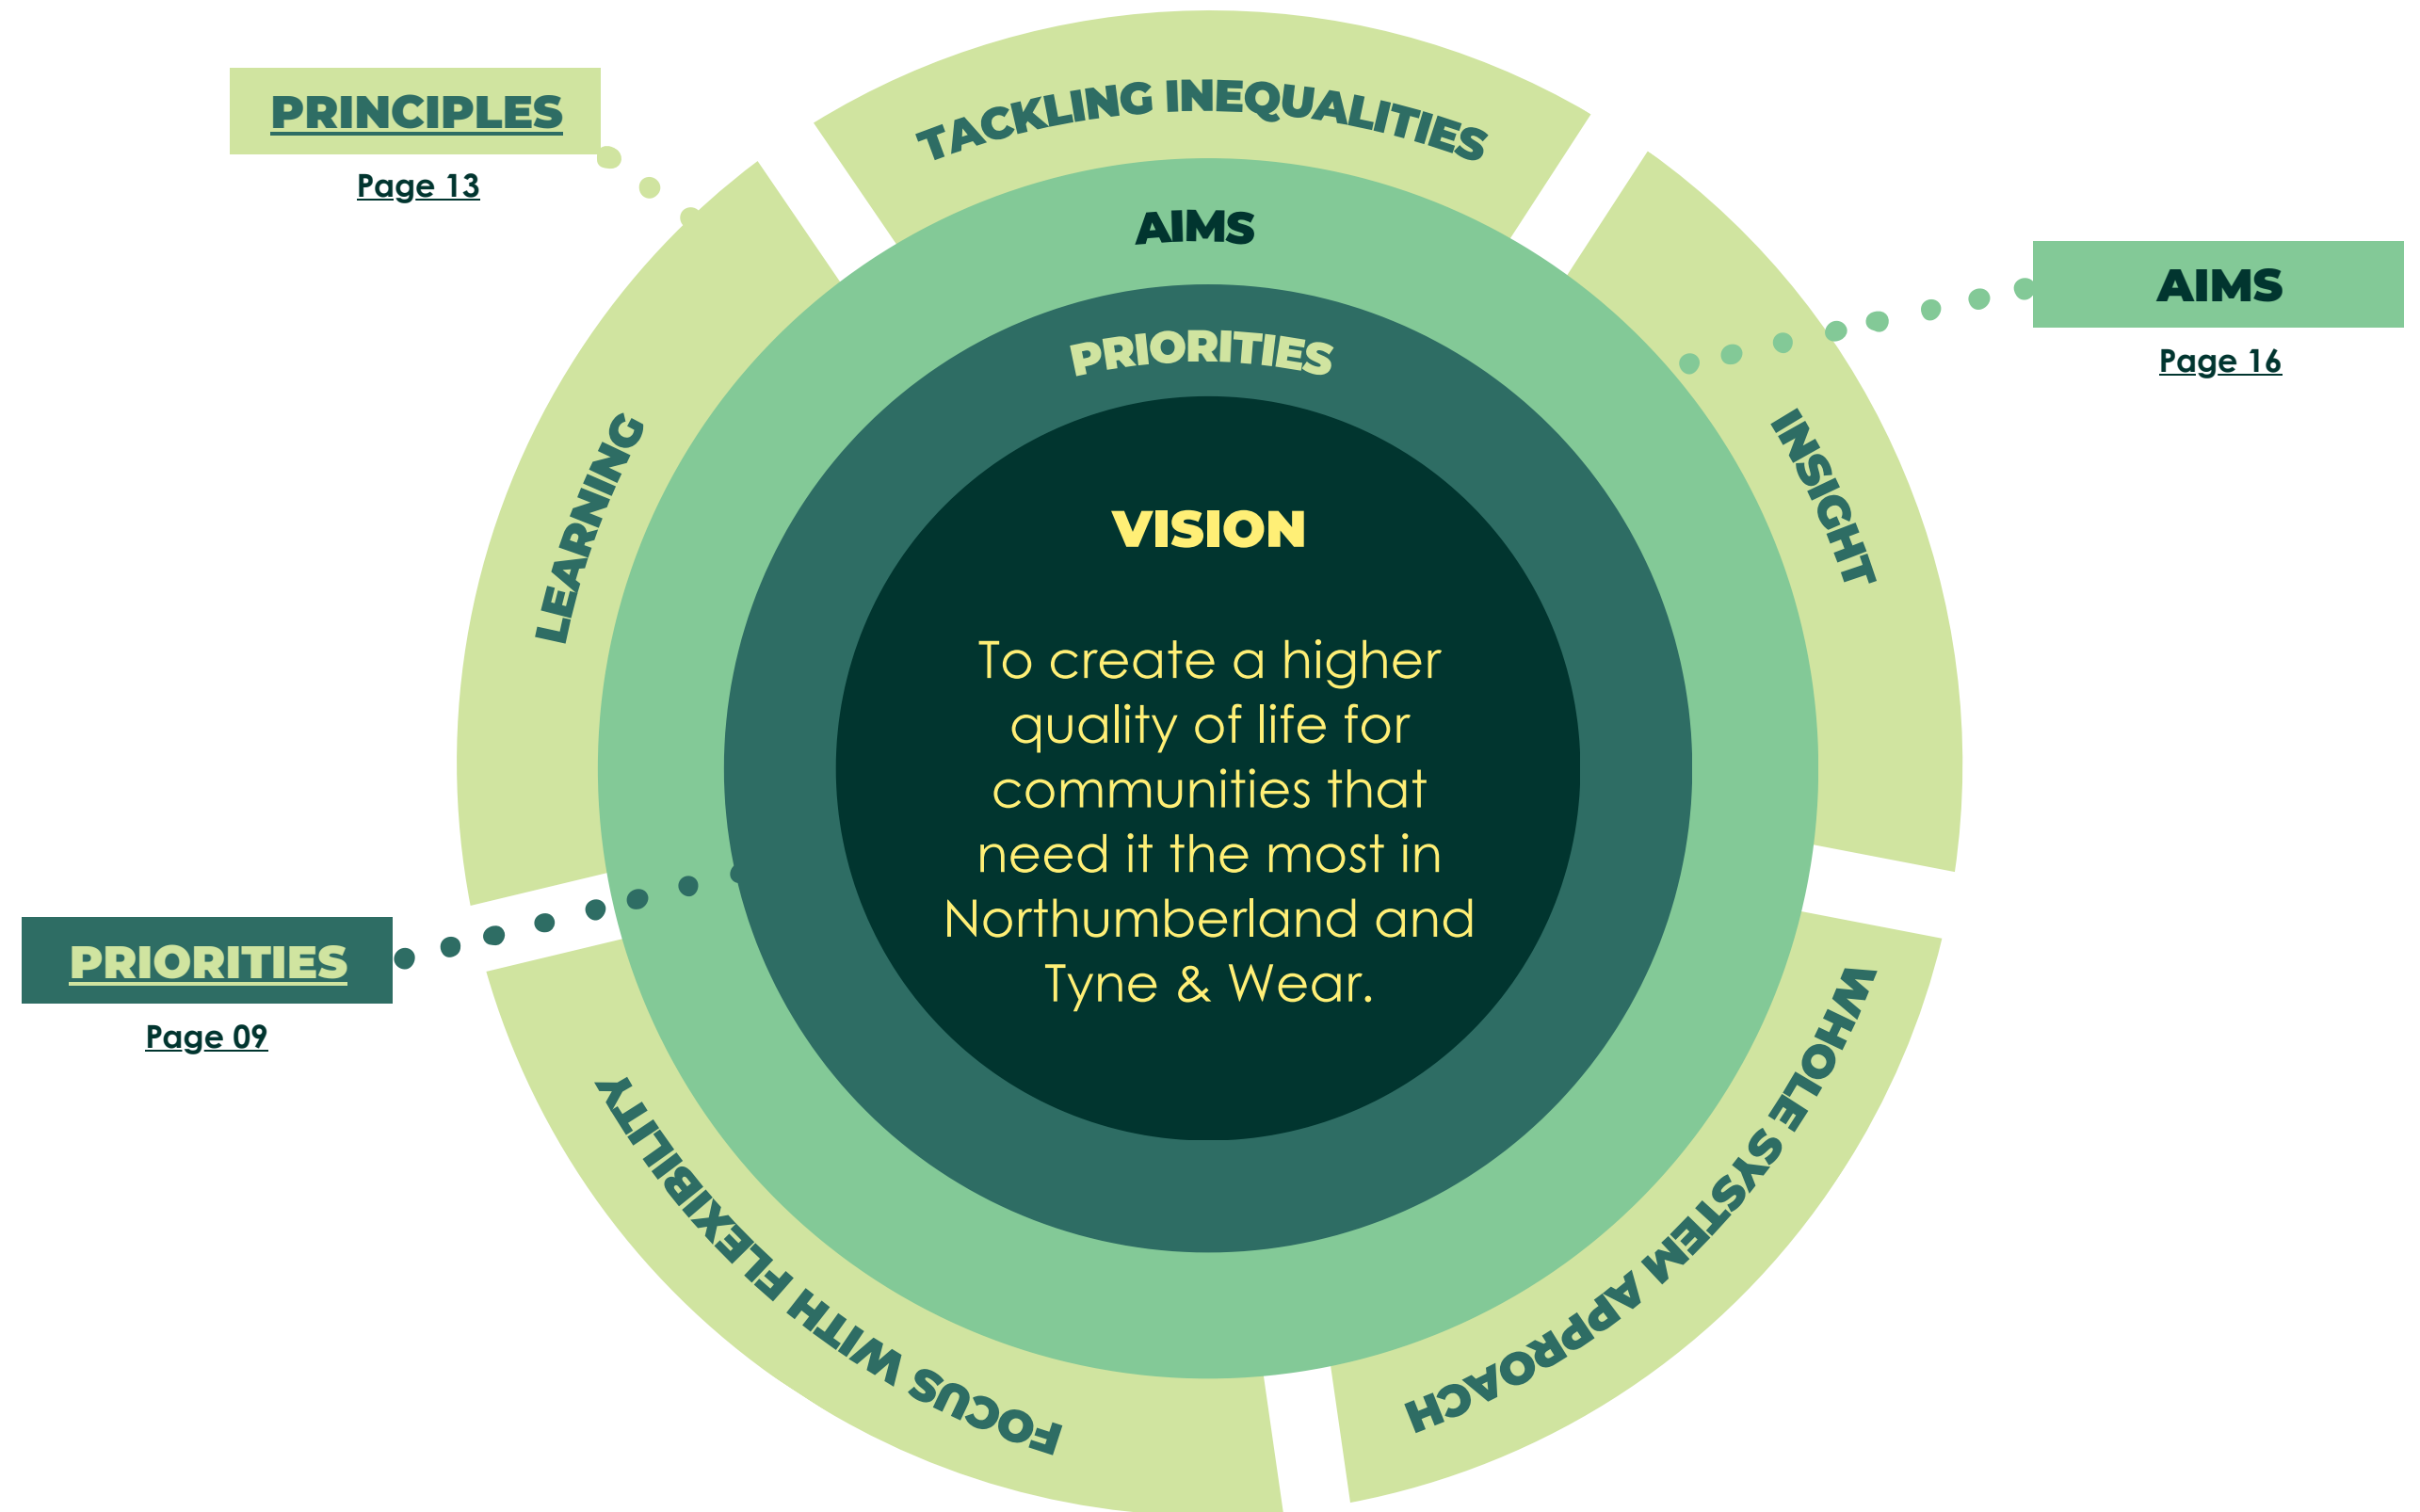 TACKLING INEQUALITIES
PRINCIPLES
Page 13
AIMS
AIMS
Page 16
PRIORITIES
LEARNING
INSIGHT
VISION
To create a higher
quality of life for
communities that
need it the most in
Northumberland and
Tyne & Wear.
PRIORITIES
Page 09
WHOLE SYSTEM APPROACH
FOCUS WITH FLEXIBILITY